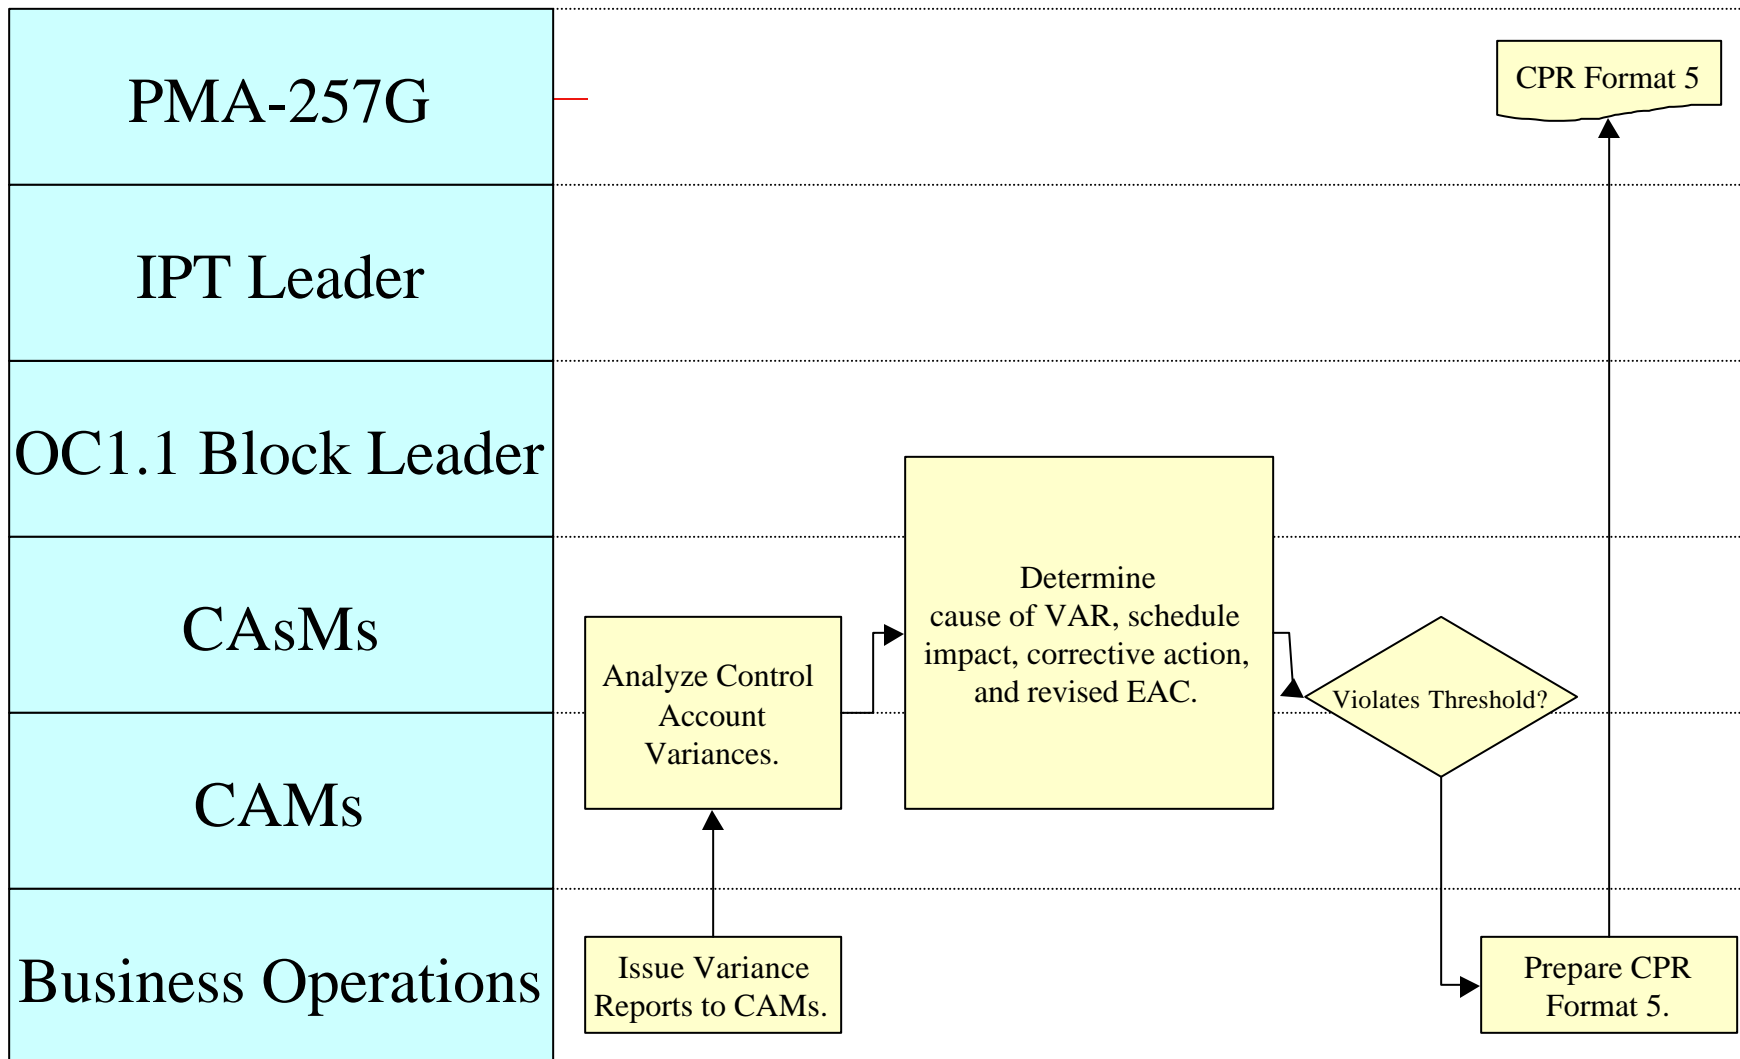 PMA-257G
IPT Leader
OC1.1 Block Leader
CAsMs
CAMs
Business Operations
Issue Variance
Reports to CAMs.
Analyze Control
Account
Variances.
Determine
cause of VAR, schedule
impact, corrective action,
and revised EAC.
Violates Threshold?
Prepare CPR
Format 5.
CPR Format 5